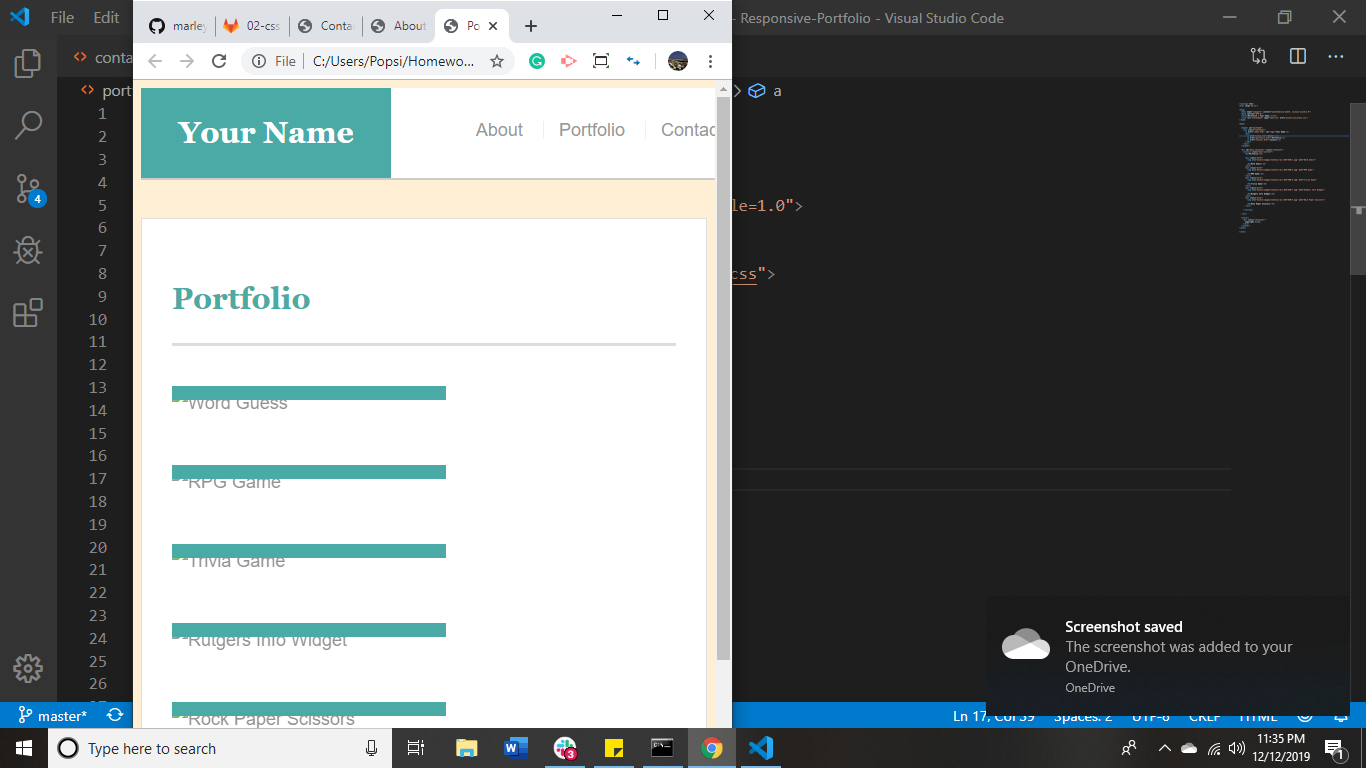 File Edit
- Responsive-Portfolio - Visual Studio Code
marley 02-css Conta About Po
File C:/Users/Popsi/Homewo...
conta
port
a
1
2
3
4
5
6
7
8
9
10
11
12
13
14
15
16
17
18
19
20
21
22
23
24
25
26
le=1.0">
css">
Your Name
About Portfolio Contac
Portfolio
Word Guess
RPG Game
Trivia Game
Rutgers Info Widget
Rock Paper Scissors
4
Screenshot saved
The screenshot was added to your
OneDrive.
OneDrive
master*
Ln 17, Col 39 Spaces: 2 UTF-8 CRLF HTML
Type here to search
3
11:35 PM
12/12/2019
1